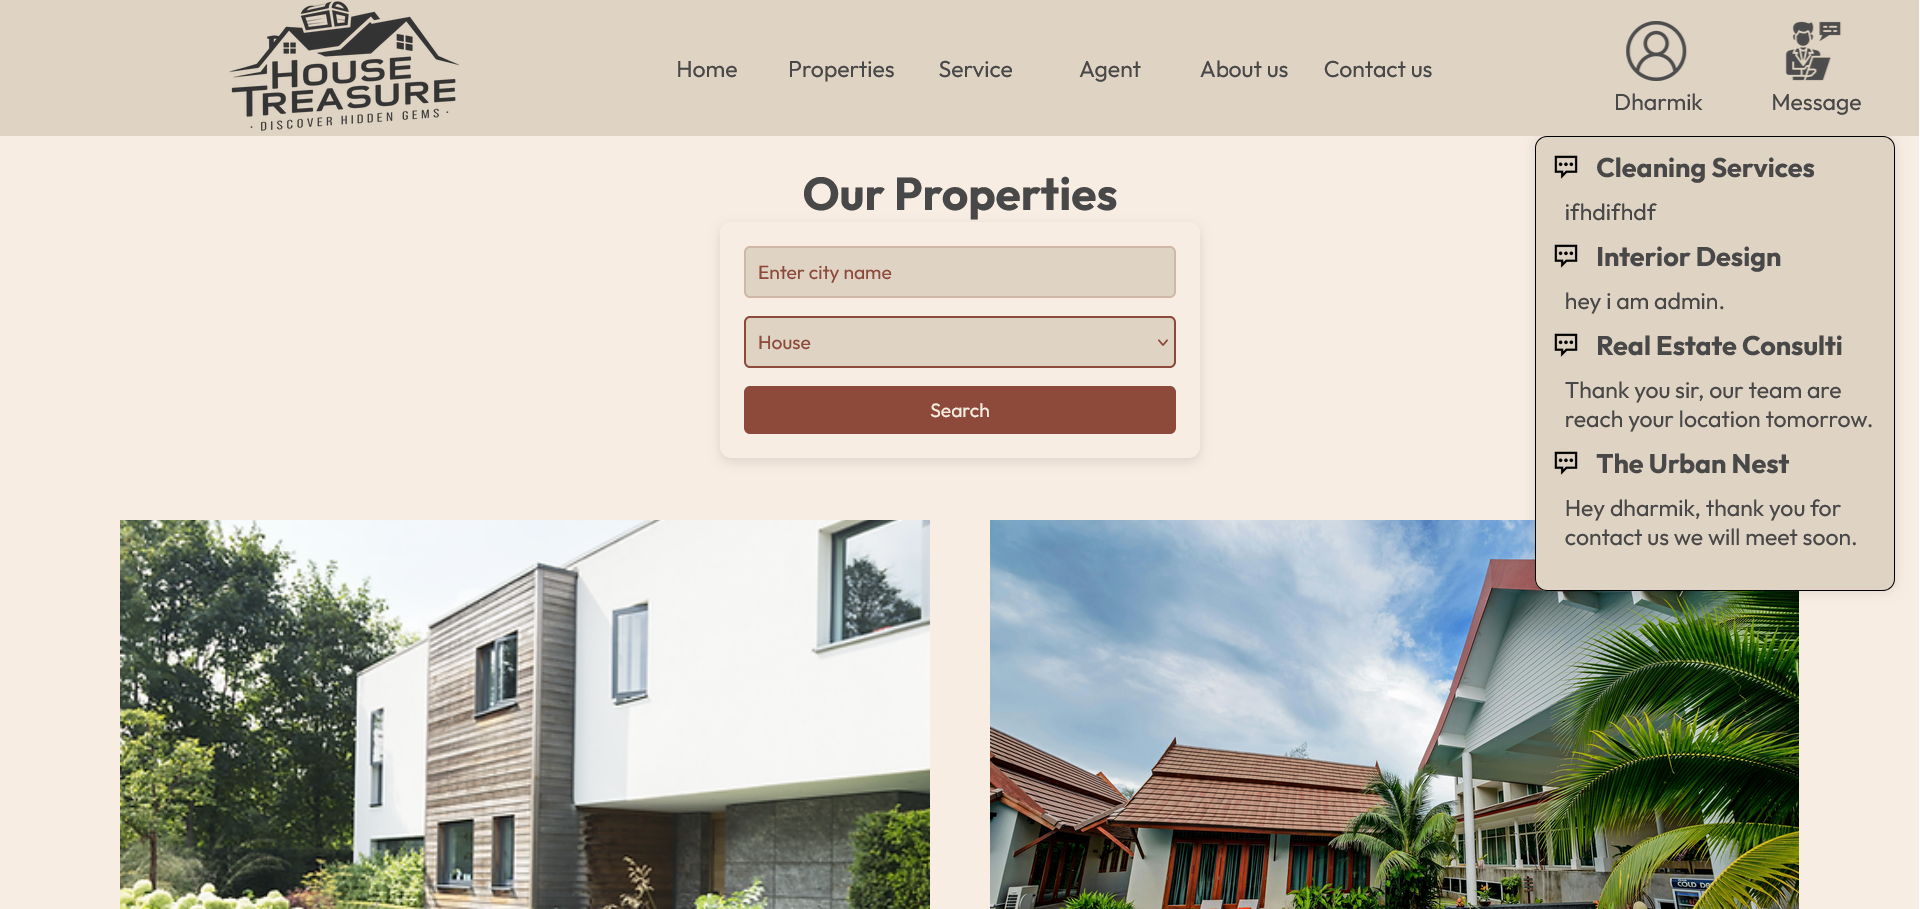 HOUSE
TREASURE
· DISCOVER HIDDEN GEMS ·
Home Properties Service Agent About us Contact us
Dharmik Message
Our Properties
Enter city name
House
Search
Cleaning Services
ifhdifhdf
Interior Design
hey i am admin.
Real Estate Consulti
Thank you sir, our team are
reach your location tomorrow.
The Urban Nest
Hey dharmik, thank you for
contact us we will meet soon.
COLD